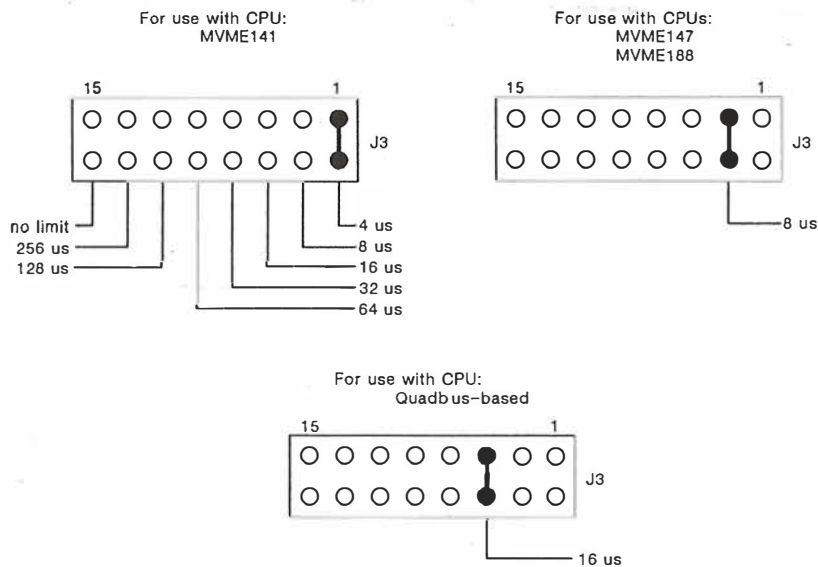 For use with CPU:
MVME141
15 1
J3
no limit
256 us
128 us
4 us
8 us
16 us
32 us
64 us
For use with CPUs:
MVME147
MVME188
15 1
J3
8 us
For use with CPU:
Quadbus-based
15 1
J3
16 us